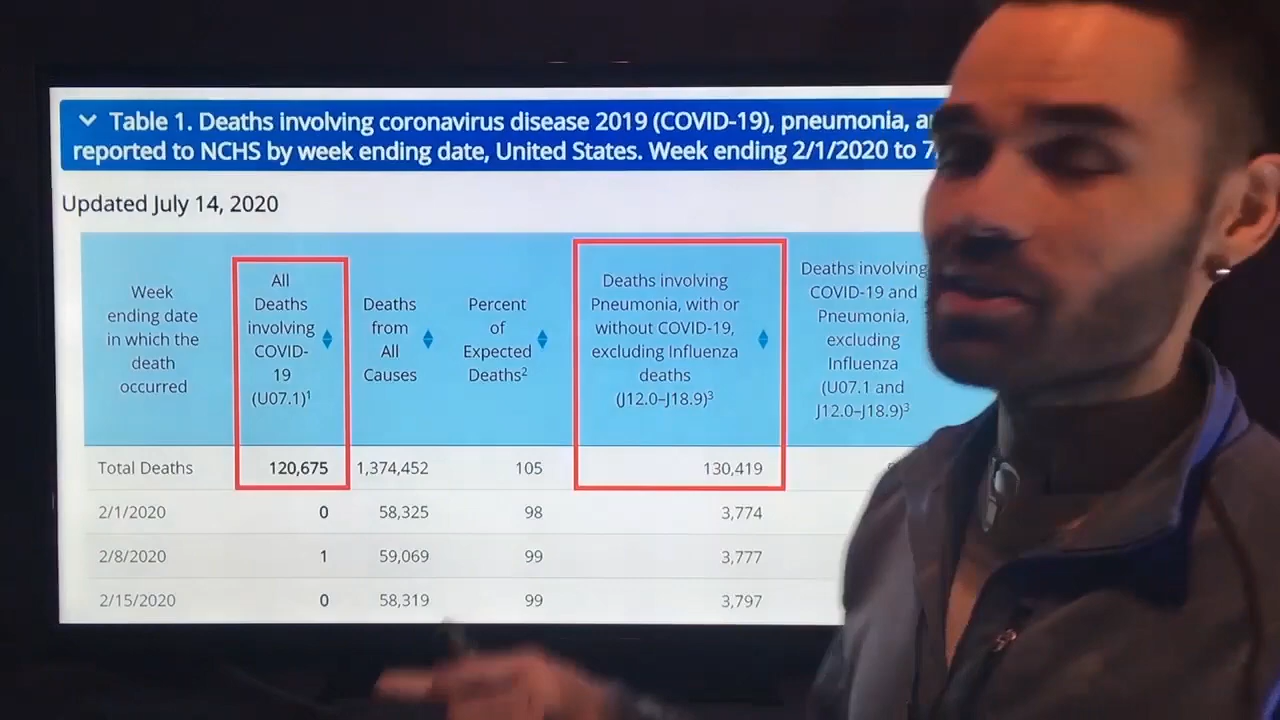 Table 1. Deaths involving coronavirus disease 2019 (COVID-19), pneumonia,
reported to NCHS by week ending date, United States. Week ending 2/1/2020 to
Updated July 14, 2020
Week
ending date
in which the
death
occurred
All
Deaths
involving
COVID-
19
(U07.1)¹
Deaths
from
All
Causes
Percent
of
Expected
Deaths²
Deaths involving
Pneumonia, with or
without COVID-19,
excluding Influenza
deaths
(J12.0–J18.9)³
Deaths involving
COVID-19 and
Pneumonia,
excluding
Influenza
(U07.1 and
J12.0–J18.9)³
Total Deaths 120,675 1,374,452 105 130,419
2/1/2020 0 58,325 98 3,774
2/8/2020 1 59,069 99 3,777
2/15/2020 0 58,319 99 3,797